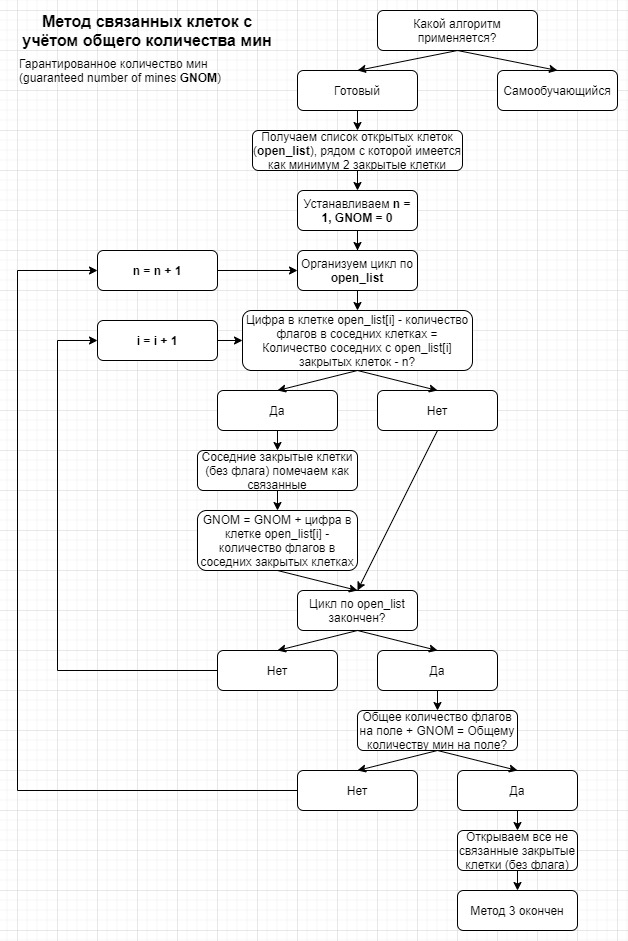 Метод связанных клеток с
учётом общего количества мин
Гарантированное количество мин
(guaranteed number of mines GNOM)
Какой алгоритм
применяется?
Готовый
Самообучающийся
Получаем список открытых клеток
(open_list), рядом с которой имеется
как минимум 2 закрытые клетки
Устанавливаем n =
1, GNOM = 0
n = n + 1
Организуем цикл по
open_list
i = i + 1
Цифра в клетке open_list[i] - количество
флагов в соседних клетках =
Количество соседних с open_list[i]
закрытых клеток - n?
Да
Нет
Соседние закрытые клетки
(без флага) помечаем как
связанные
GNOM = GNOM + цифра в
клетке open_list[i] -
количество флагов в
соседних закрытых клетках
Цикл по open_list
закончен?
Нет
Да
Общее количество флагов
на поле + GNOM = Общему
количеству мин на поле?
Нет
Да
Открываем все не
связанные закрытые
клетки (без флага)
Метод 3 окончен